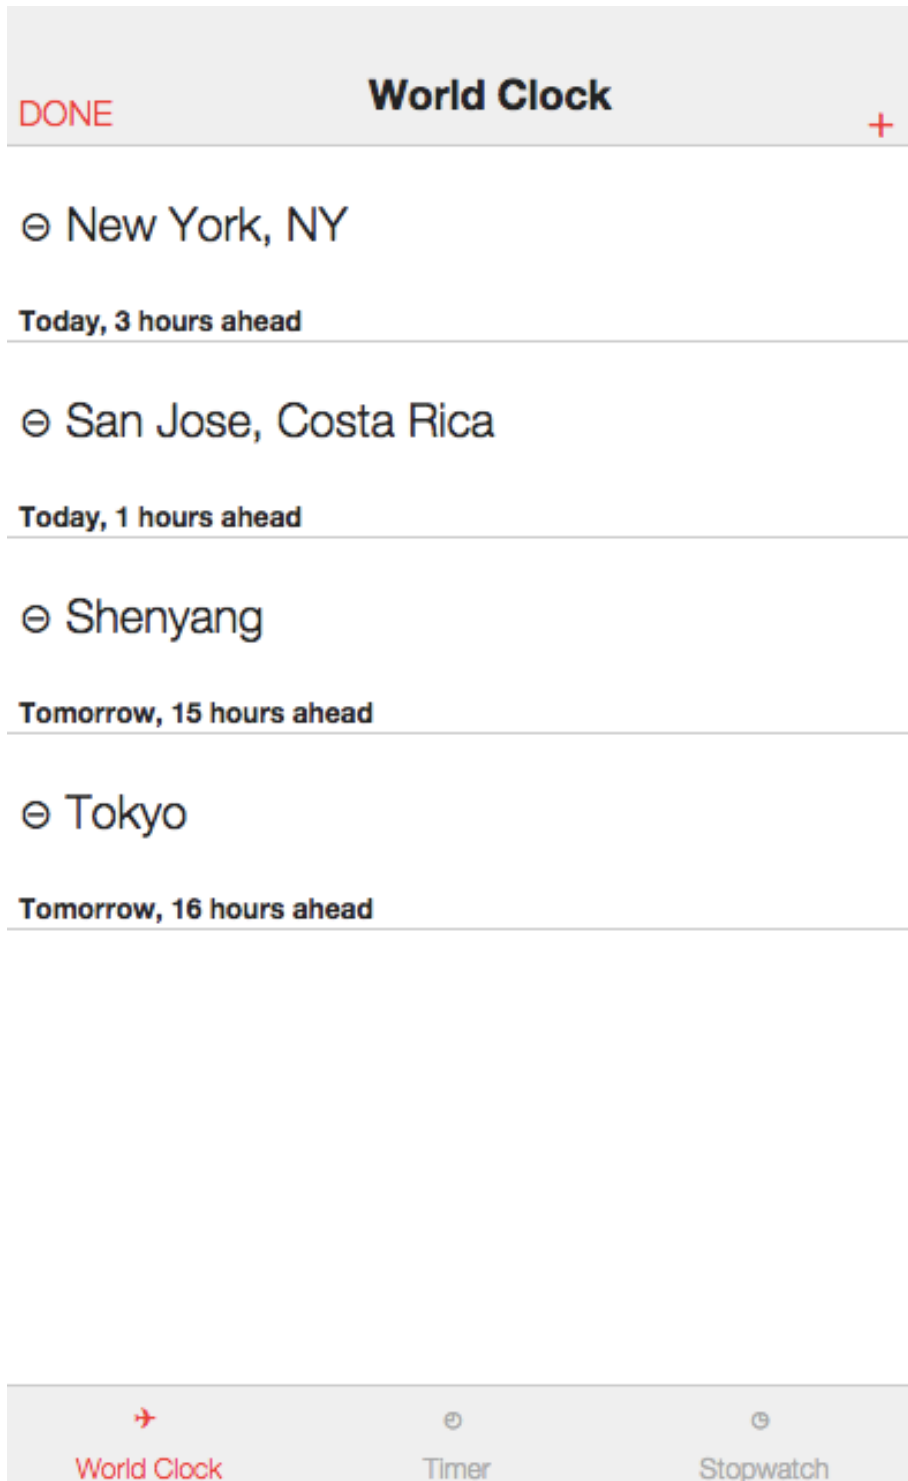 DONE
World Clock
+
⊖ New York, NY
Today, 3 hours ahead
⊖ San Jose, Costa Rica
Today, 1 hours ahead
⊖ Shenyang
Tomorrow, 15 hours ahead
⊖ Tokyo
Tomorrow, 16 hours ahead
World Clock
Timer
Stopwatch